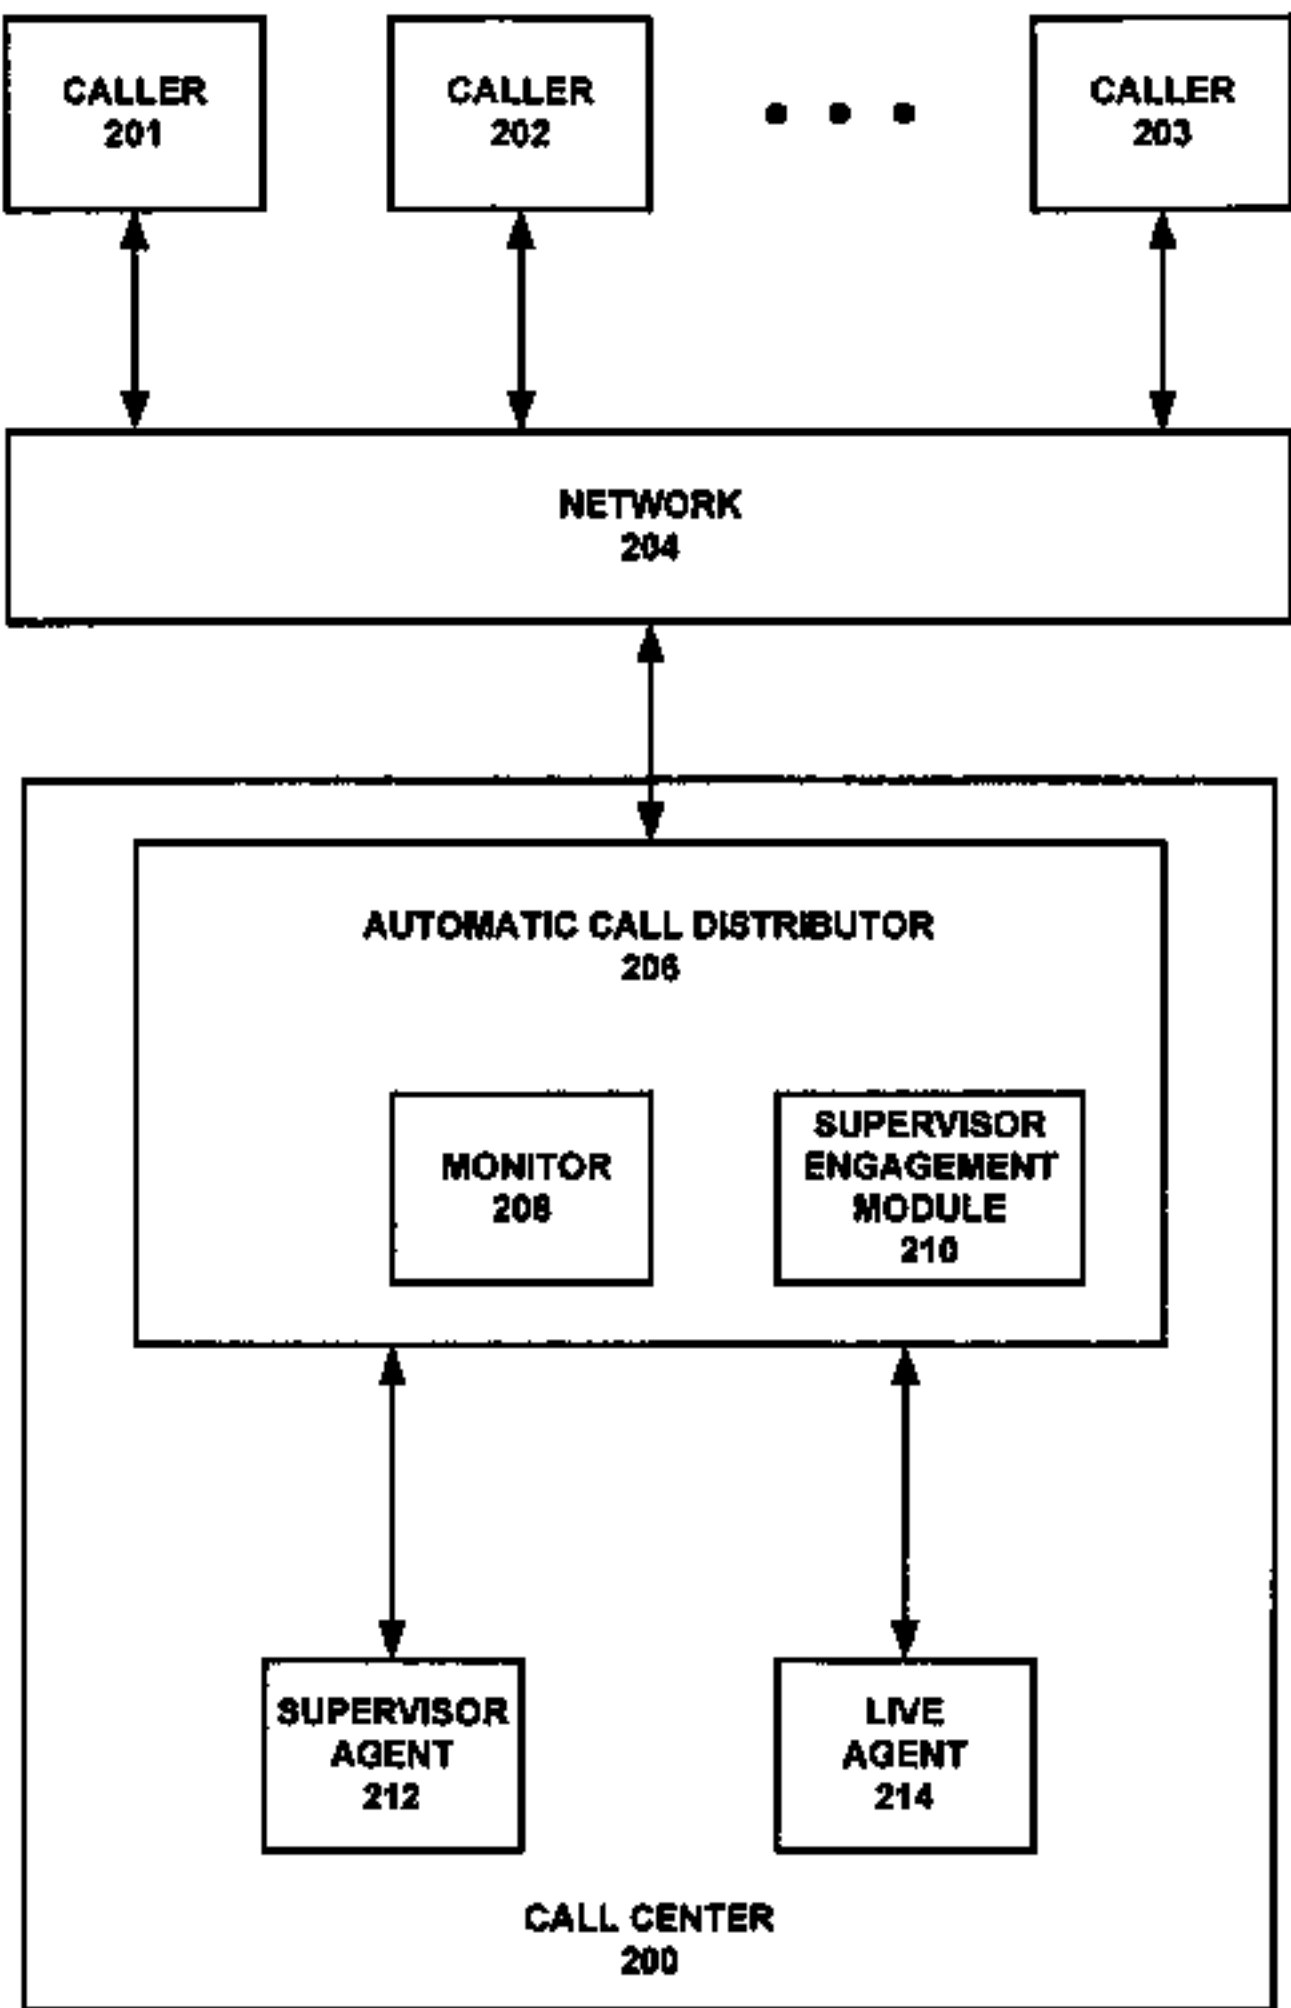 CALLER
201
CALLER
202
CALLER
203
NETWORK
204
AUTOMATIC CALL DISTRIBUTOR
206
MONITOR
208
SUPERVISOR
ENGAGEMENT
MODULE
210
SUPERVISOR
AGENT
212
LIVE
AGENT
214
CALL CENTER
200